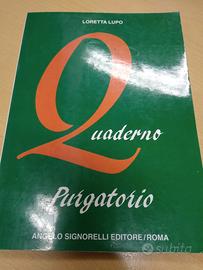 LORETTA LUPO
Quaderno
Purgatorio
ANGELO SIGNORELLI EDITORE/ROMA
subito